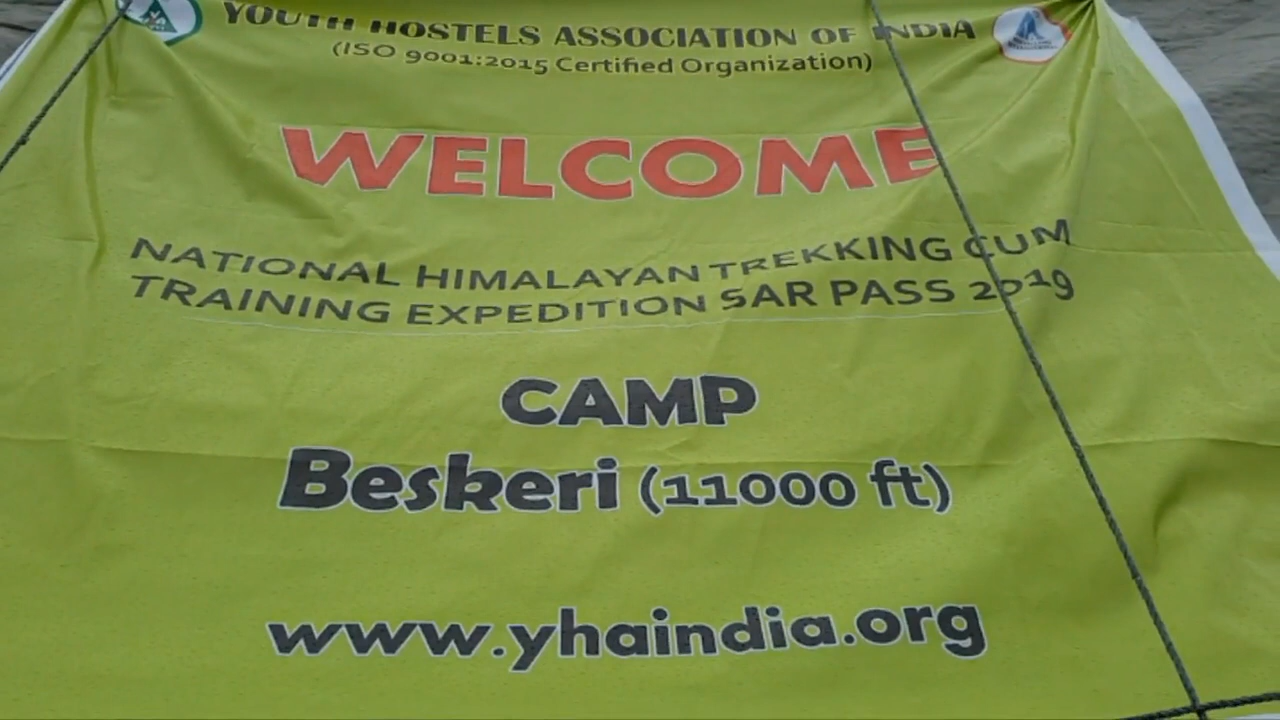 YOUTH HOSTELS ASSOCIATION OF INDIA
(ISO 9001:2015 Certified Organization)
WELCOME
NATIONAL HIMALAYAN TREKKING CUM
TRAINING EXPEDITION SAR PASS 2019
CAMP
Beskeri (11000 ft)
www.yhaindia.org